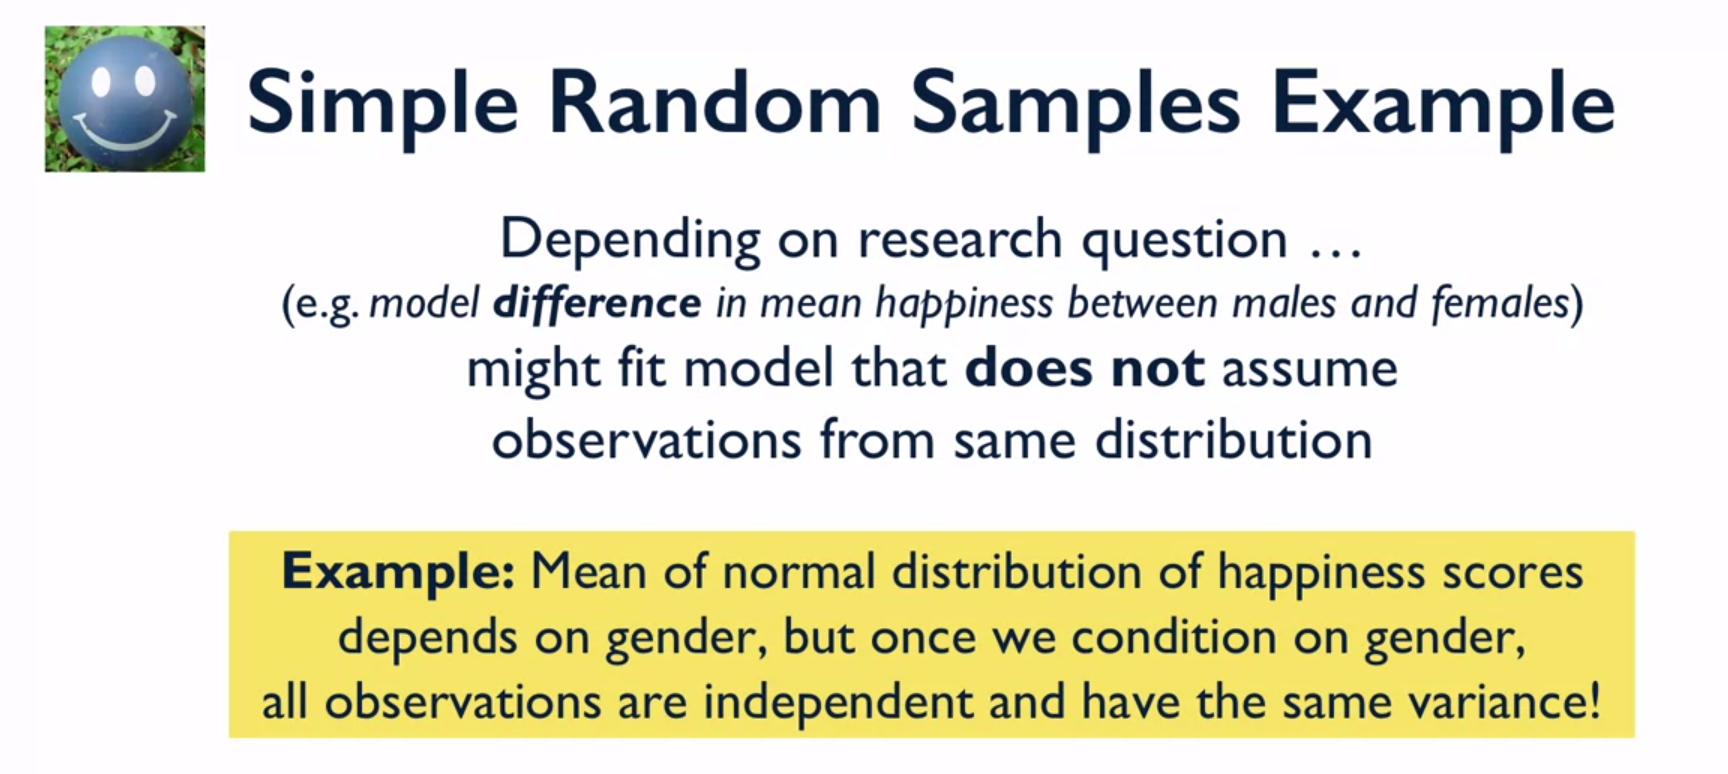 Simple Random Samples Example
Depending on research question ...
(e.g. model difference in mean happiness between males and females)
might fit model that does not assume
observations from same distribution
Example: Mean of normal distribution of happiness scores
depends on gender, but once we condition on gender,
all observations are independent and have the same variance!